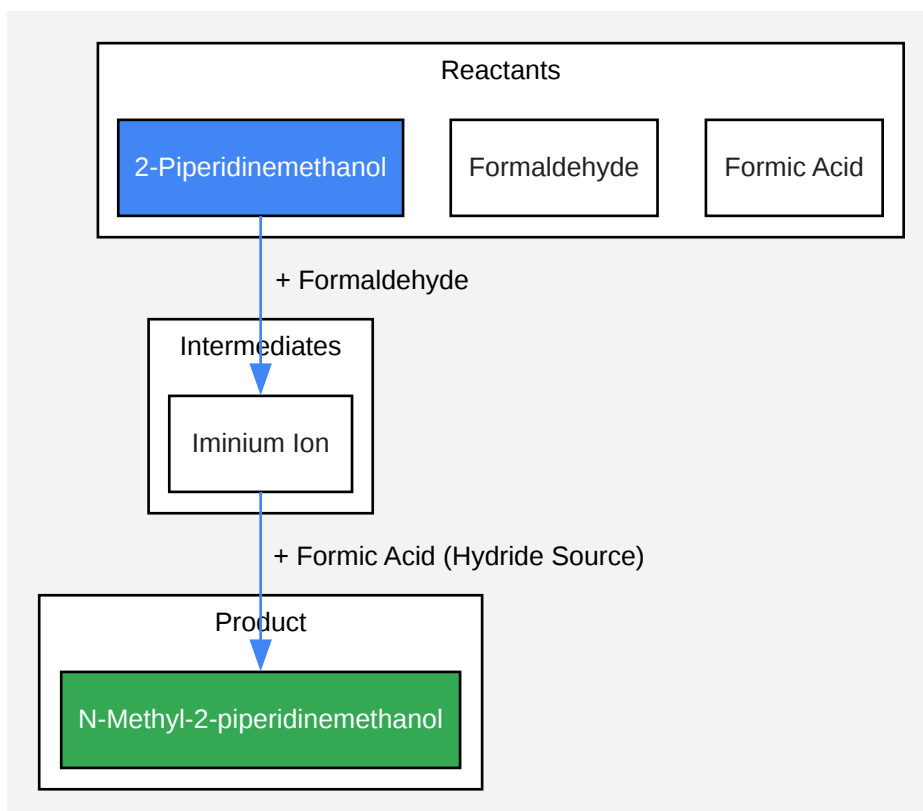 Reactants
2-Piperidinemethanol
Formaldehyde
Formic Acid
+ Formaldehyde
Intermediates
Iminium Ion
+ Formic Acid (Hydride Source)
Product
N-Methyl-2-piperidinemethanol